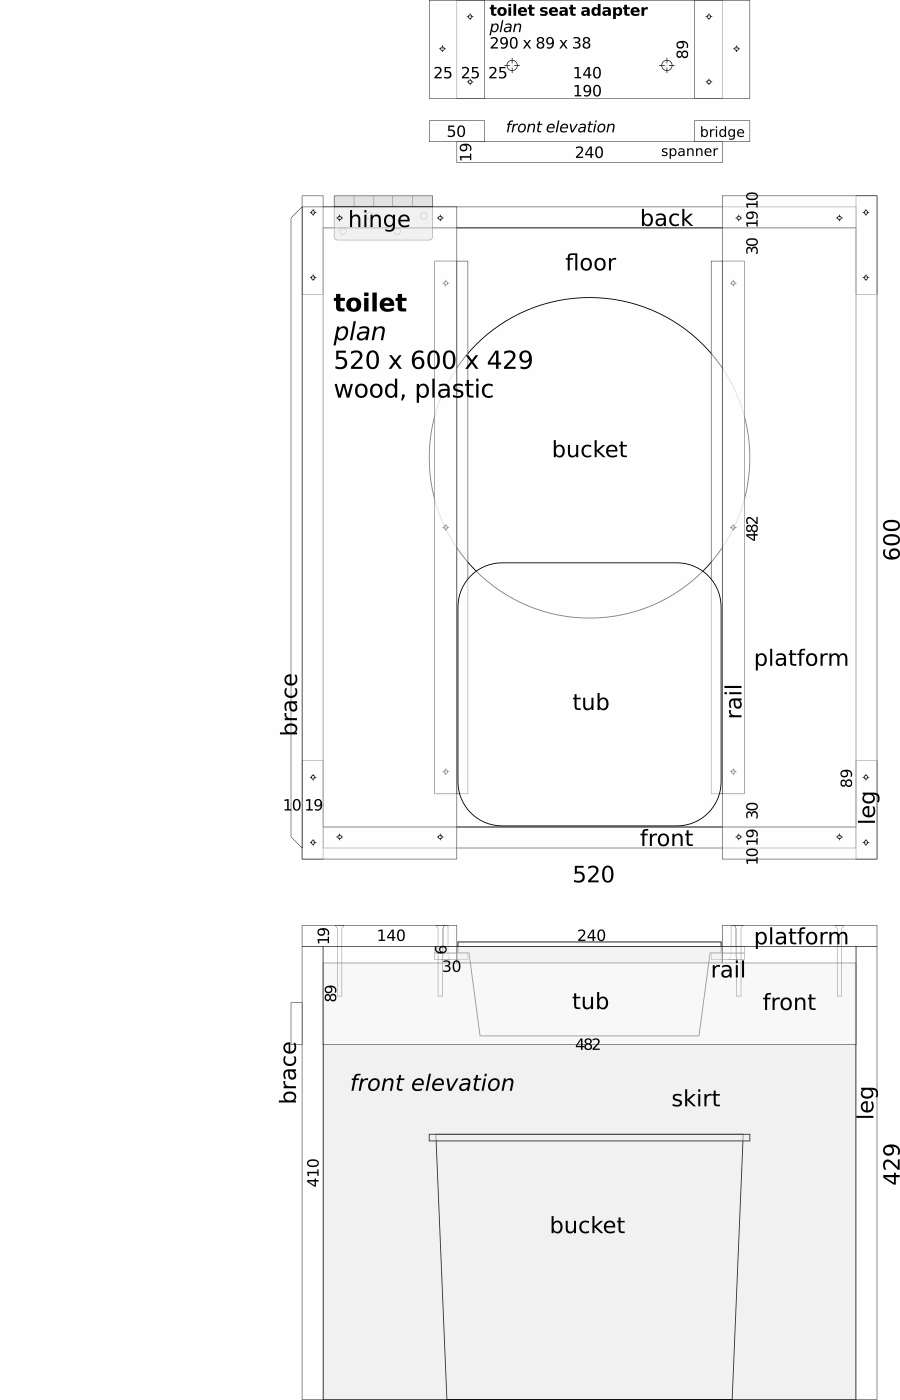 toilet seat adapter
plan
290 x 89 x 38
89
25 25 25 140
190
50 front elevation bridge
19 240 spanner
hinge back 19 10
30
floor
toilet
plan
520 x 600 x 429
wood, plastic
bucket
482
600
platform
brace
tub
rail
89
10 19
leg
30
front
10 19
520
19 140 240 platform
6
30 rail
89
tub
front
482
brace
front elevation
skirt
leg
410
429
bucket